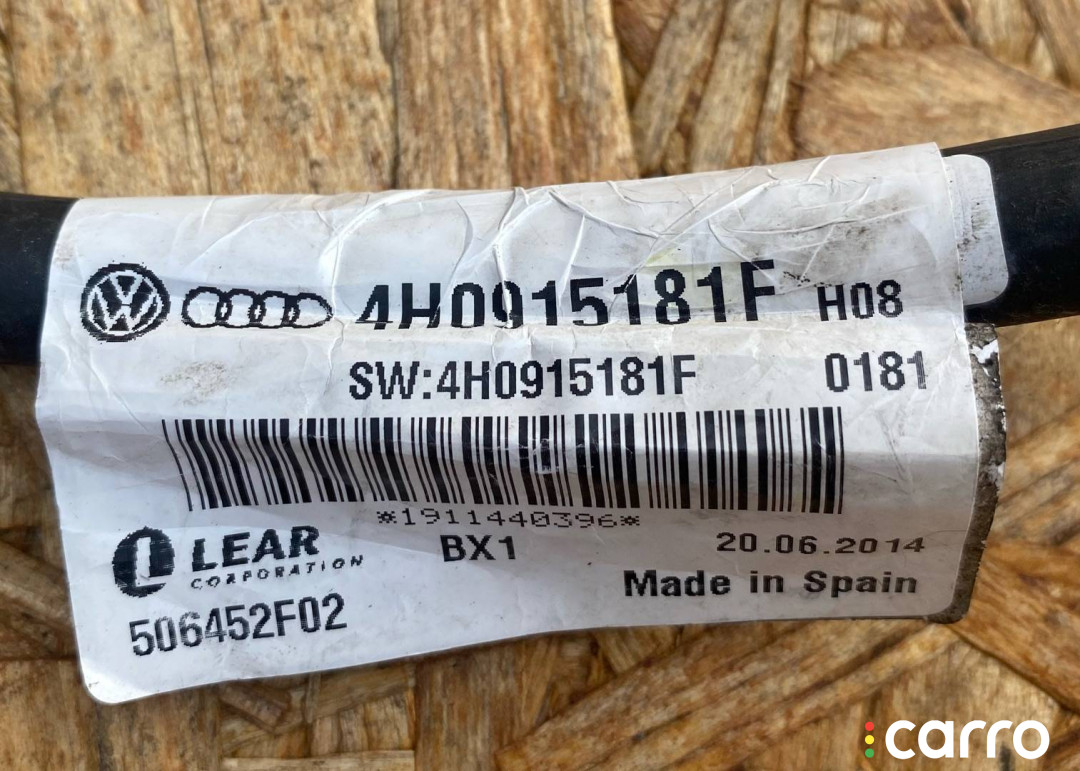 4H0915181F H08
SW:4H0915181F 0181
*1911440396*
LEAR
CORPORATION
BX1 20.06.2014
Made in Spain
506452F02
carro